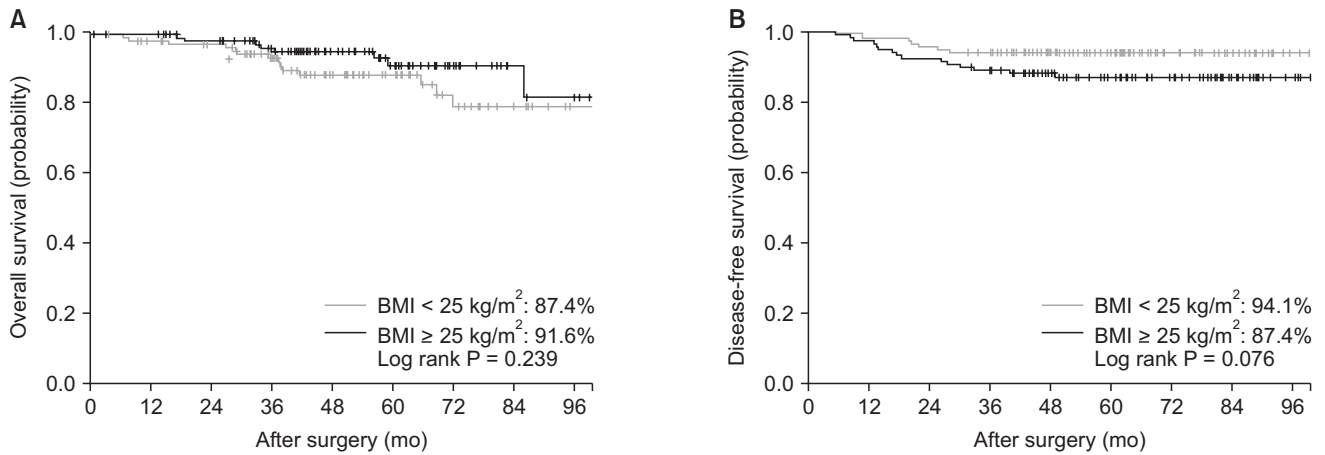 A
Overall survival (probability)
1.0
0.8
0.6
0.4
0.2
0.0
BMI < 25 kg/m²: 87.4%
BMI ≥ 25 kg/m²: 91.6%
Log rank P = 0.239
0 12 24 36 48 60 72 84 96
After surgery (mo)
B
Disease-free survival (probability)
1.0
0.8
0.6
0.4
0.2
0.0
BMI < 25 kg/m²: 94.1%
BMI ≥ 25 kg/m²: 87.4%
Log rank P = 0.076
0 12 24 36 48 60 72 84 96
After surgery (mo)